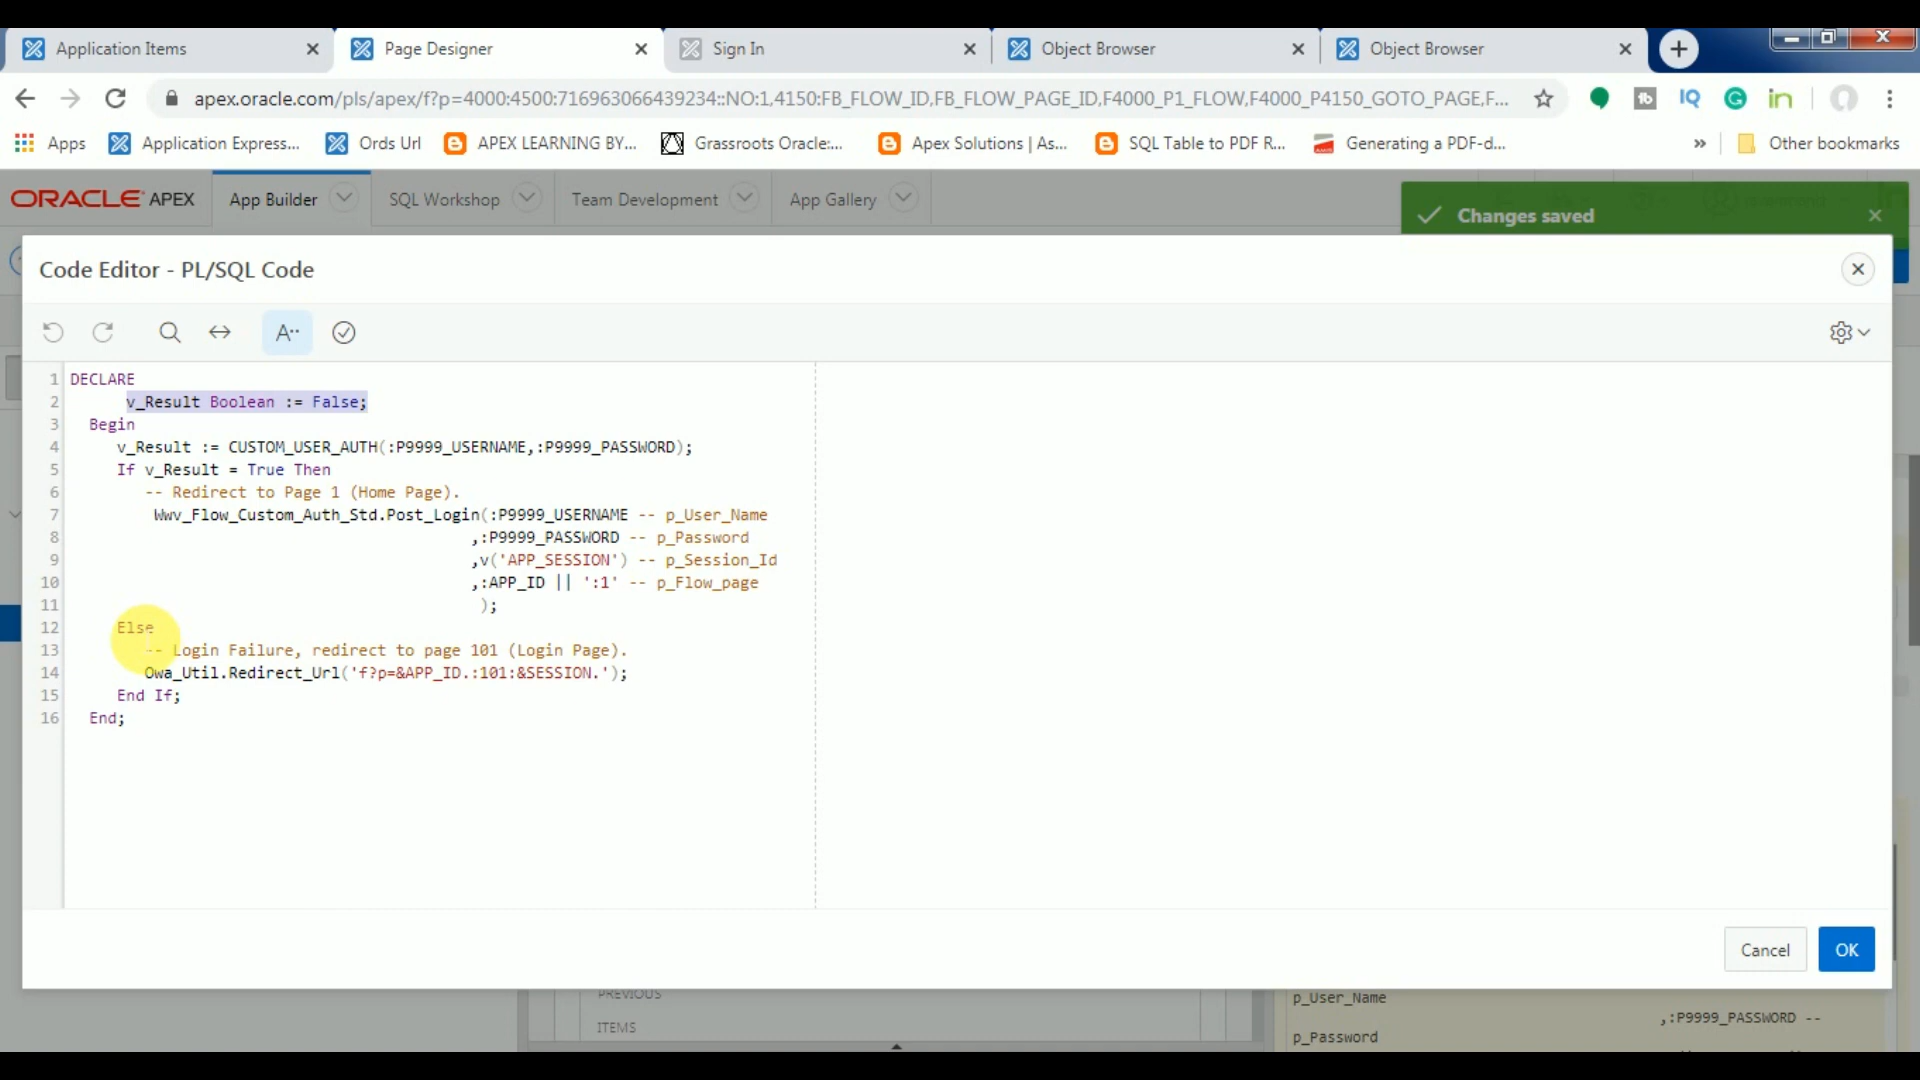 Application Items
Page Designer
Sign In
Object Browser
Object Browser
apex.oracle.com/pls/apex/f?p=4000:4500:716963066439234::NO:1,4150:FB_FLOW_ID,FB_FLOW_PAGE_ID,F4000_P1_FLOW,F4000_P4150_GOTO_PAGE,F...
Apps
Application Express...
Ords Url
APEX LEARNING BY...
Grassroots Oracle:...
Apex Solutions | As...
SQL Table to PDF R...
Generating a PDF-d...
»
Other bookmarks
ORACLE APEX
App Builder
SQL Workshop
Team Development
App Gallery
Changes saved
Code Editor - PL/SQL Code
1 DECLARE
2 v_Result Boolean := False;
3 Begin
4 v_Result := CUSTOM_USER_AUTH(:P9999_USERNAME,:P9999_PASSWORD);
5 If v_Result = True Then
6 -- Redirect to Page 1 (Home Page).
7 Wwv_Flow_Custom_Auth_Std.Post_Login(:P9999_USERNAME -- p_User_Name
8 ,:P9999_PASSWORD -- p_Password
9 ,v('APP_SESSION') -- p_Session_Id
10 ,:APP_ID || ':1' -- p_Flow_page
11 );
12 Else
13 -- Login Failure, redirect to page 101 (Login Page).
14 Owa_Util.Redirect_Url('f?p=&APP_ID.:101:&SESSION.');
15 End If;
16 End;
Cancel
OK
PREVIOUS
ITEMS
p_User_Name
,:P9999_PASSWORD --
p_Password